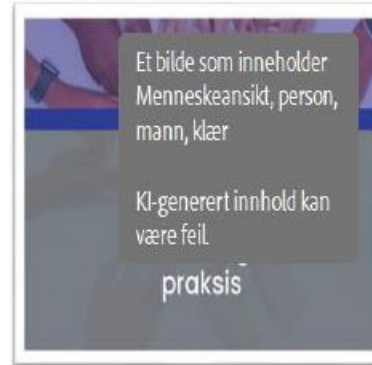 Et bilde som inneholder
Menneskeansikt, person,
mann, klær
KI-generert innhold kan
være feil.
praksis